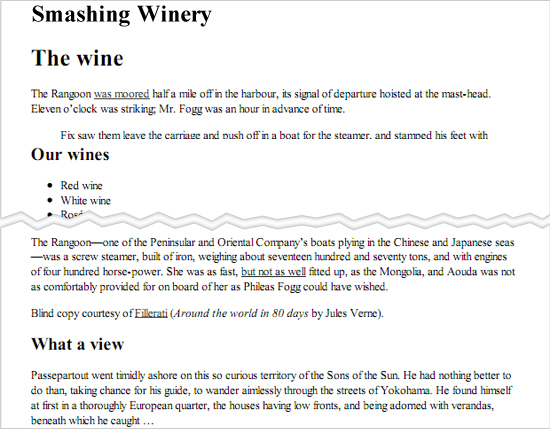 Smashing Winery
The wine
The Rangoon was moored half a mile off in the harbour, its signal of departure hoisted at the mast-head.
Eleven o’clock was striking; Mr. Fogg was an hour in advance of time.
Fix saw them leave the carriage and push off in a boat for the steamer, and stamped his feet with
Our wines
Red wine
White wine
Rosé
The Rangoon—one of the Peninsular and Oriental Company’s boats plying in the Chinese and Japanese seas
—was a screw steamer, built of iron, weighing about seventeen hundred and seventy tons, and with engines
of four hundred horse-power. She was as fast, but not as well fitted up, as the Mongolia, and Aouda was not
as comfortably provided for on board of her as Phileas Fogg could have wished.
Blind copy courtesy of Fillerati (Around the world in 80 days by Jules Verne).
What a view
Passepartout went timidly ashore on this so curious territory of the Sons of the Sun. He had nothing better to
do than, taking chance for his guide, to wander aimlessly through the streets of Yokohama. He found himself
at first in a thoroughly European quarter, the houses having low fronts, and being adorned with verandas,
beneath which he caught …